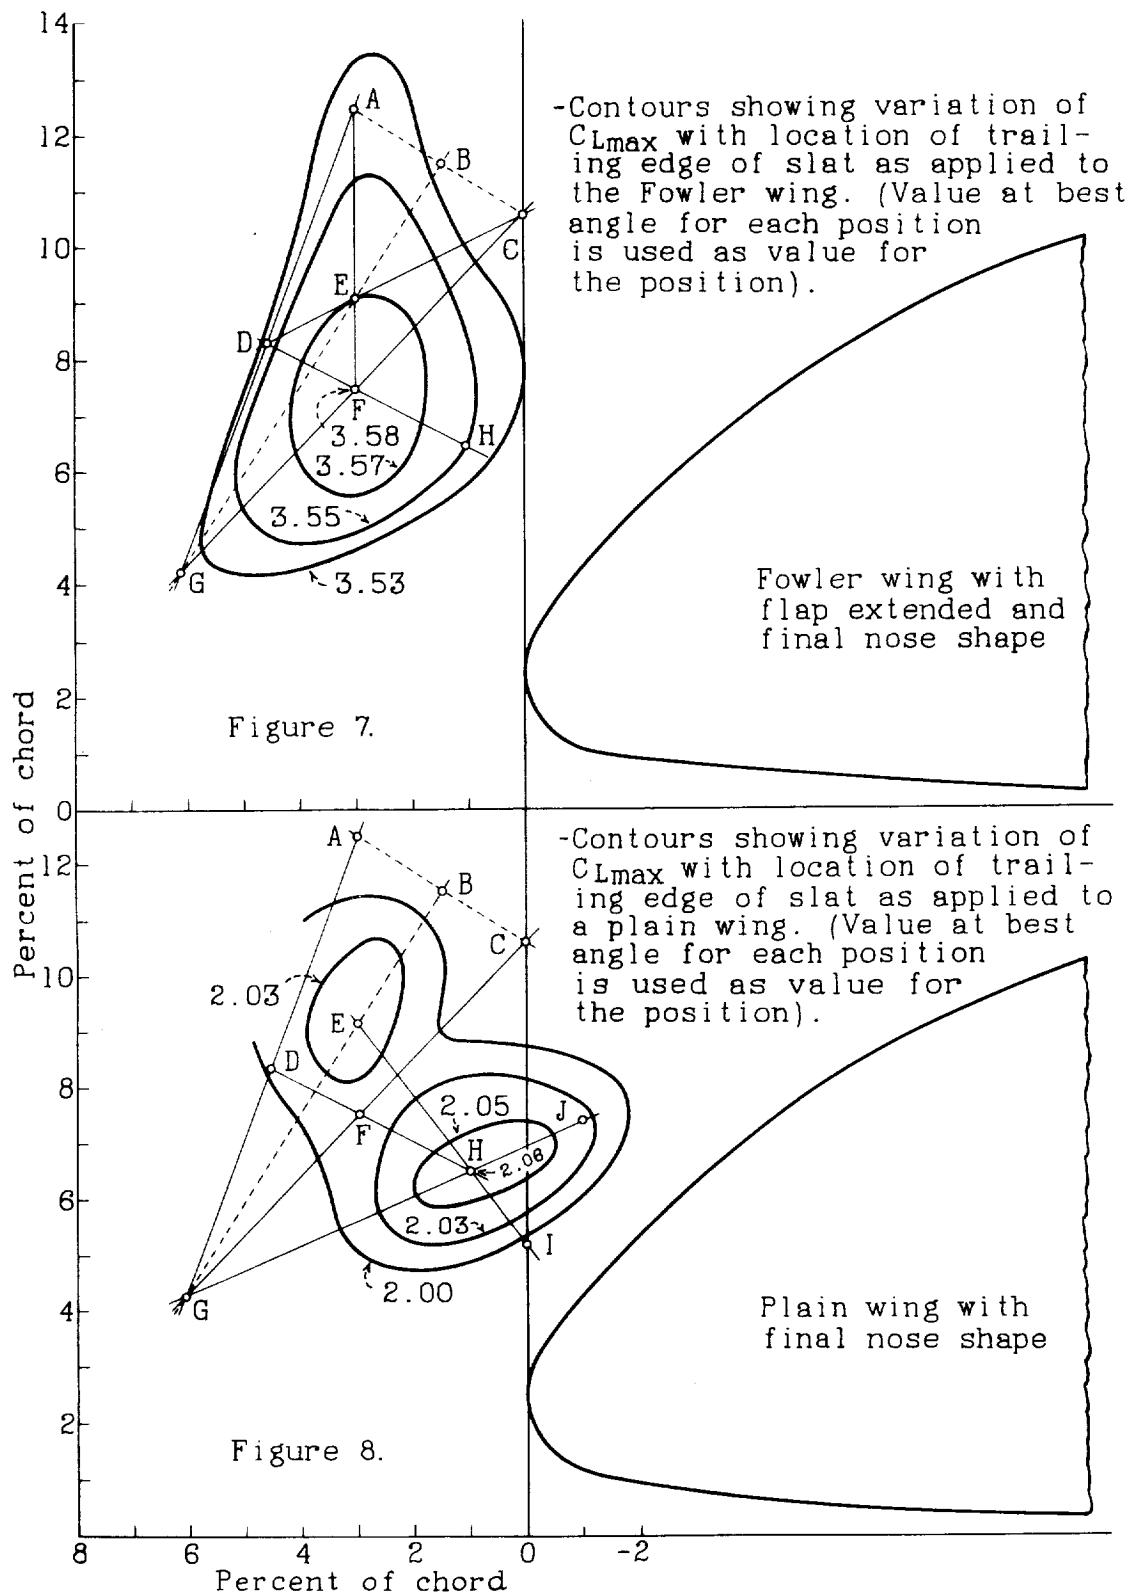 14
12
10
8
6
4
2
0
Percent of chord
A
B
C
D
E
F
G
H
3.58
3.57
3.55
3.53
-Contours showing variation of
CLmax with location of trail-
ing edge of slat as applied to
the Fowler wing. (Value at best
angle for each position
is used as value for
the position).
Fowler wing with
flap extended and
final nose shape
Figure 7.
12
10
8
6
4
2
A
B
C
D
E
F
G
H
I
J
2.03
2.05
2.06
2.03
2.00
-Contours showing variation of
CLmax with location of trail-
ing edge of slat as applied to
a plain wing. (Value at best
angle for each position
is used as value for
the position).
Plain wing with
final nose shape
Figure 8.
8 6 4 2 0 -2
Percent of chord